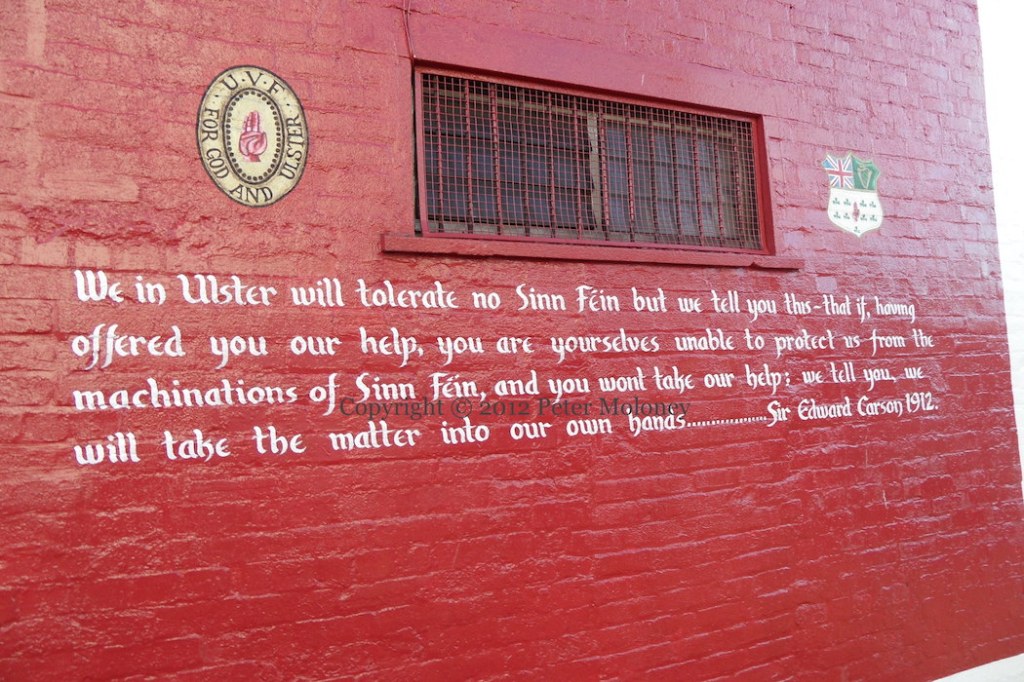 U.V.F.
FOR GOD AND ULSTER
We in Ulster will tolerate no Sinn Féin but we tell you this-that if, having
offered you our help, you are yourselves unable to protect us from the
machinations of Sinn Féin, and you wont take our help; we tell you, we
will take the matter into our own hands.................Sir Edward Carson, 1912.
Copyright © 2012 Peter Moloney